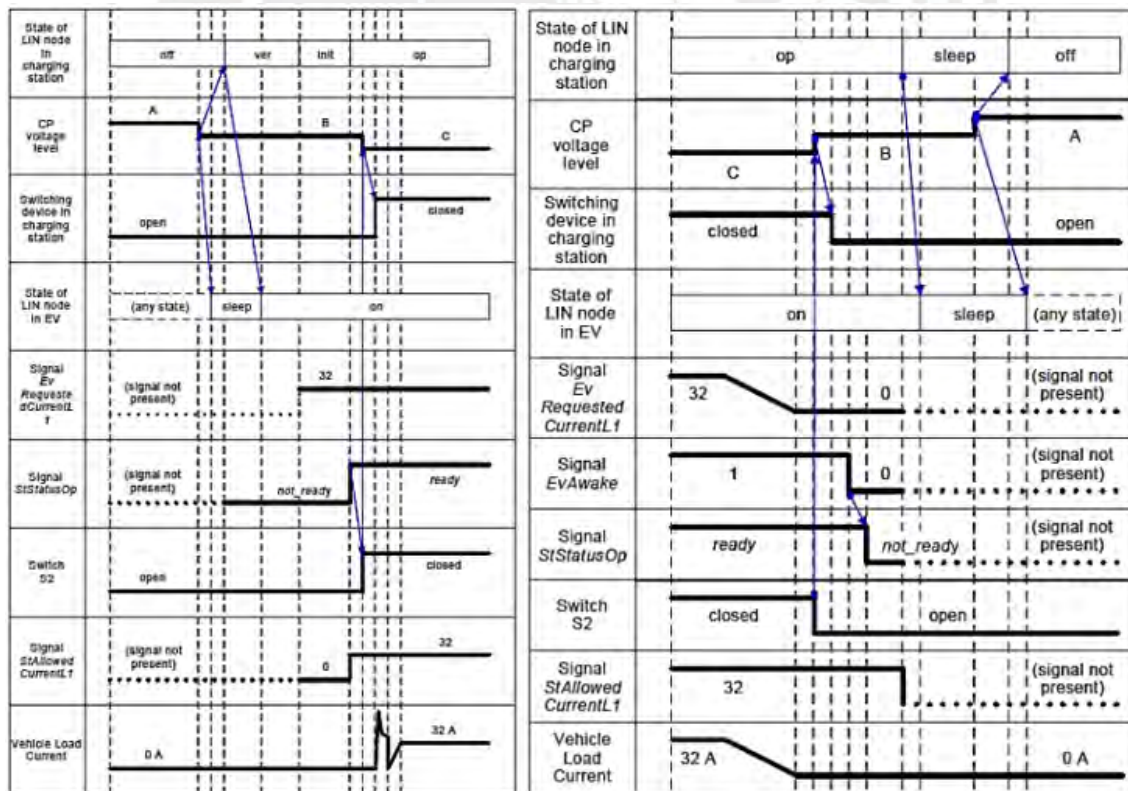 State of
LIN node
in
charging
station
off
ver
init
op
CP
voltage
level
A
B
C
Switching
device in
charging
station
open
closed
State of
LIN node
in EV
(any state)
sleep
on
Signal
Ev
Requeste
dCurrentL
1
(signal not
present)
32
Signal
StStatusOp
(signal not
present)
not_ready
ready
Switch
S2
open
closed
Signal
StAllowed
CurrentL1
(signal not
present)
0
32
Vehicle Load
Current
0 A
32 A
State of LIN
node in
charging
station
op
sleep
off
CP
voltage
level
C
B
A
Switching
device in
charging
station
closed
open
State of
LIN node
in EV
on
sleep
(any state)
Signal
Ev
Requested
CurrentL1
32
0
(signal not
present)
Signal
EvAwake
1
0
(signal not
present)
Signal
StStatusOp
ready
not_ready
(signal not
present)
Switch
S2
closed
open
Signal
StAllowed
CurrentL1
32
(signal not
present)
Vehicle
Load
Current
32 A
0 A